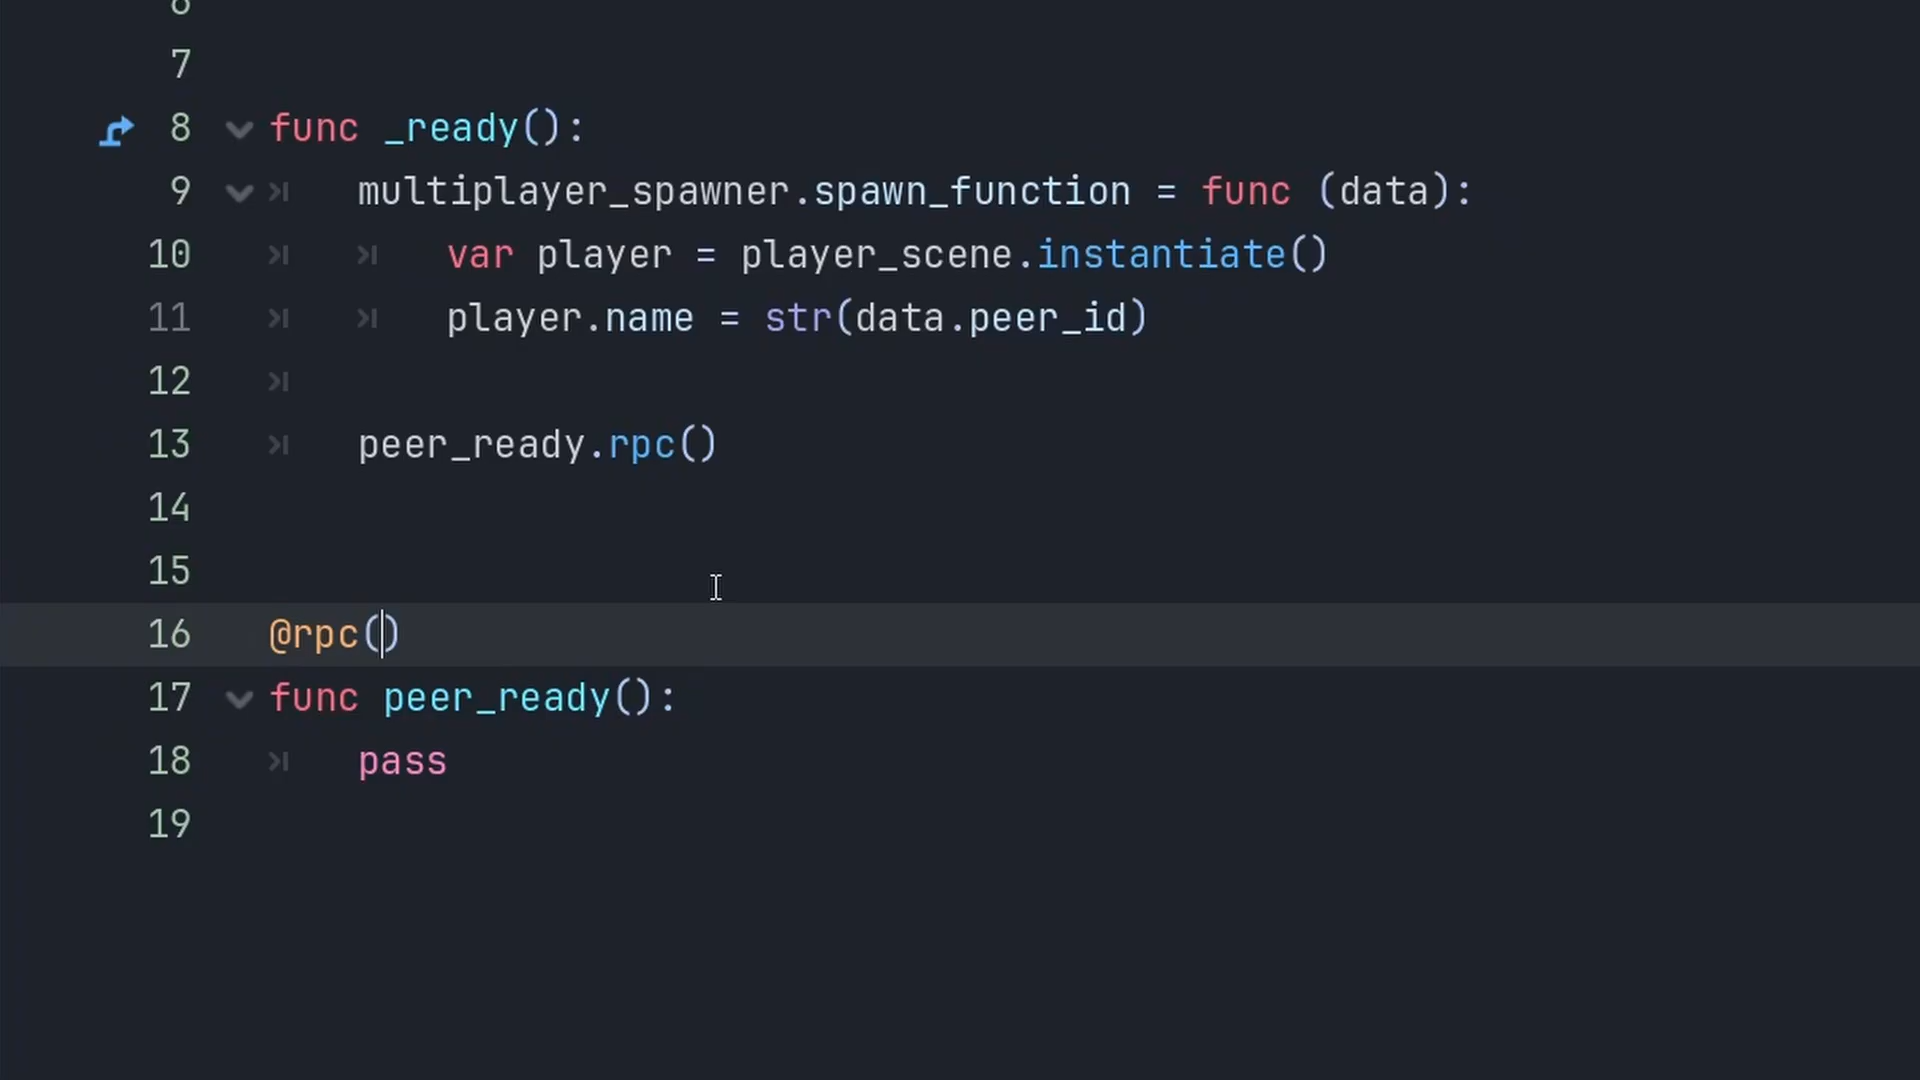 7
8 func _ready():
9 multiplayer_spawner.spawn_function = func (data):
10 var player = player_scene.instantiate()
11 player.name = str(data.peer_id)
12
13 peer_ready.rpc()
14
15
16 @rpc()
17 func peer_ready():
18 pass
19